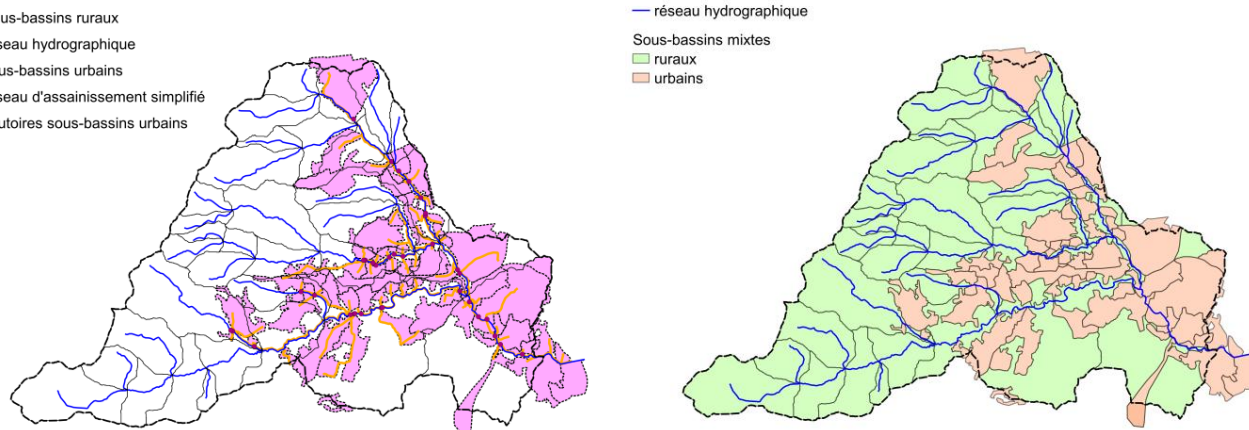 us-bassins ruraux
seau hydrographique
us-bassins urbains
seau d'assainissement simplifié
utoires sous-bassins urbains
réseau hydrographique
Sous-bassins mixtes
ruraux
urbains